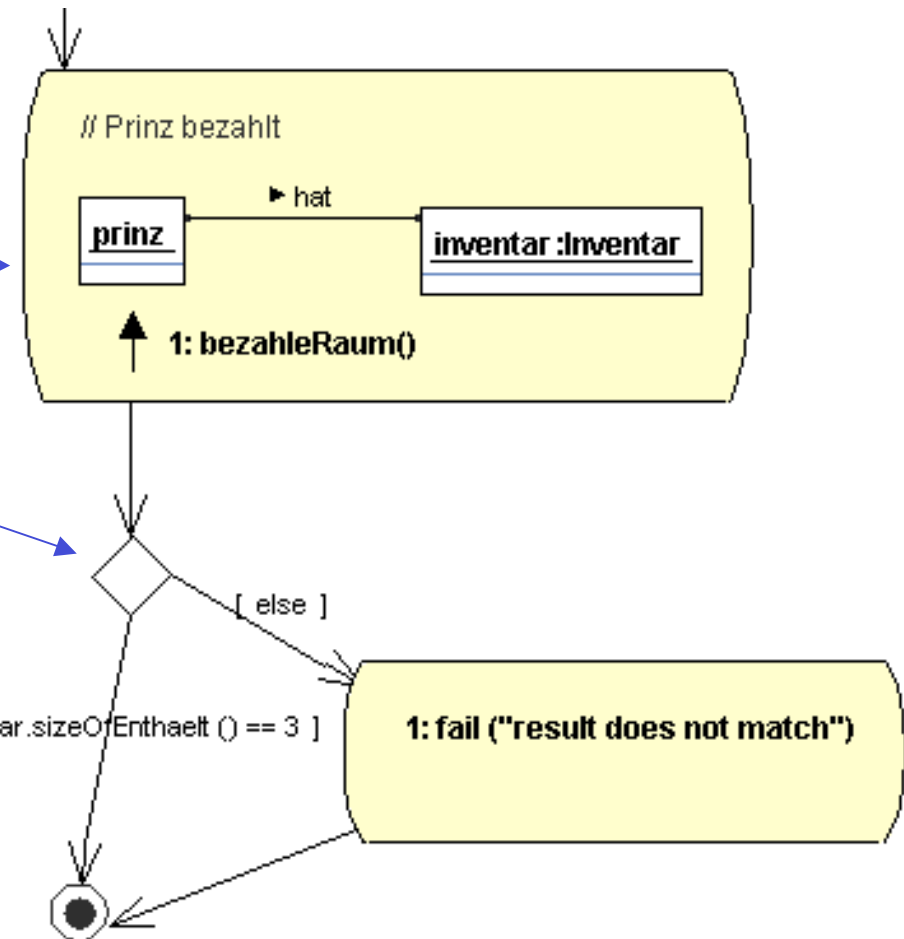 // Prinz bezahlt
▶ hat
prinz
inventar :Inventar
1: bezahleRaum()
[ else ]
ar.sizeOfEnthaelt () == 3 ]
1: fail ("result does not match")